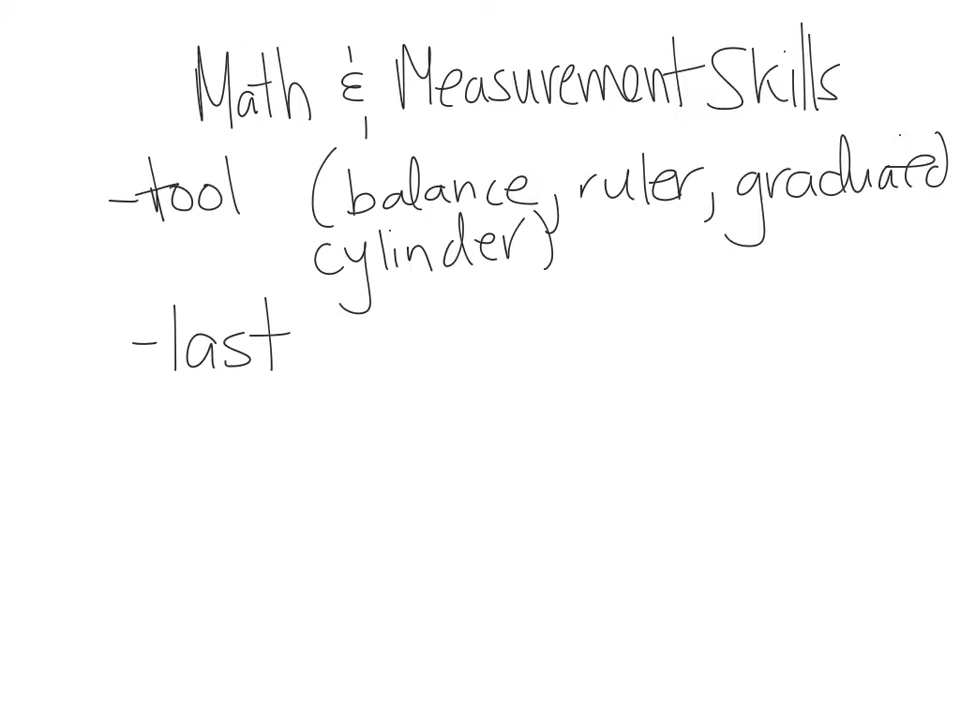 Math & Measurement Skills
-tool (balance, ruler, graduated
cylinder)
-last